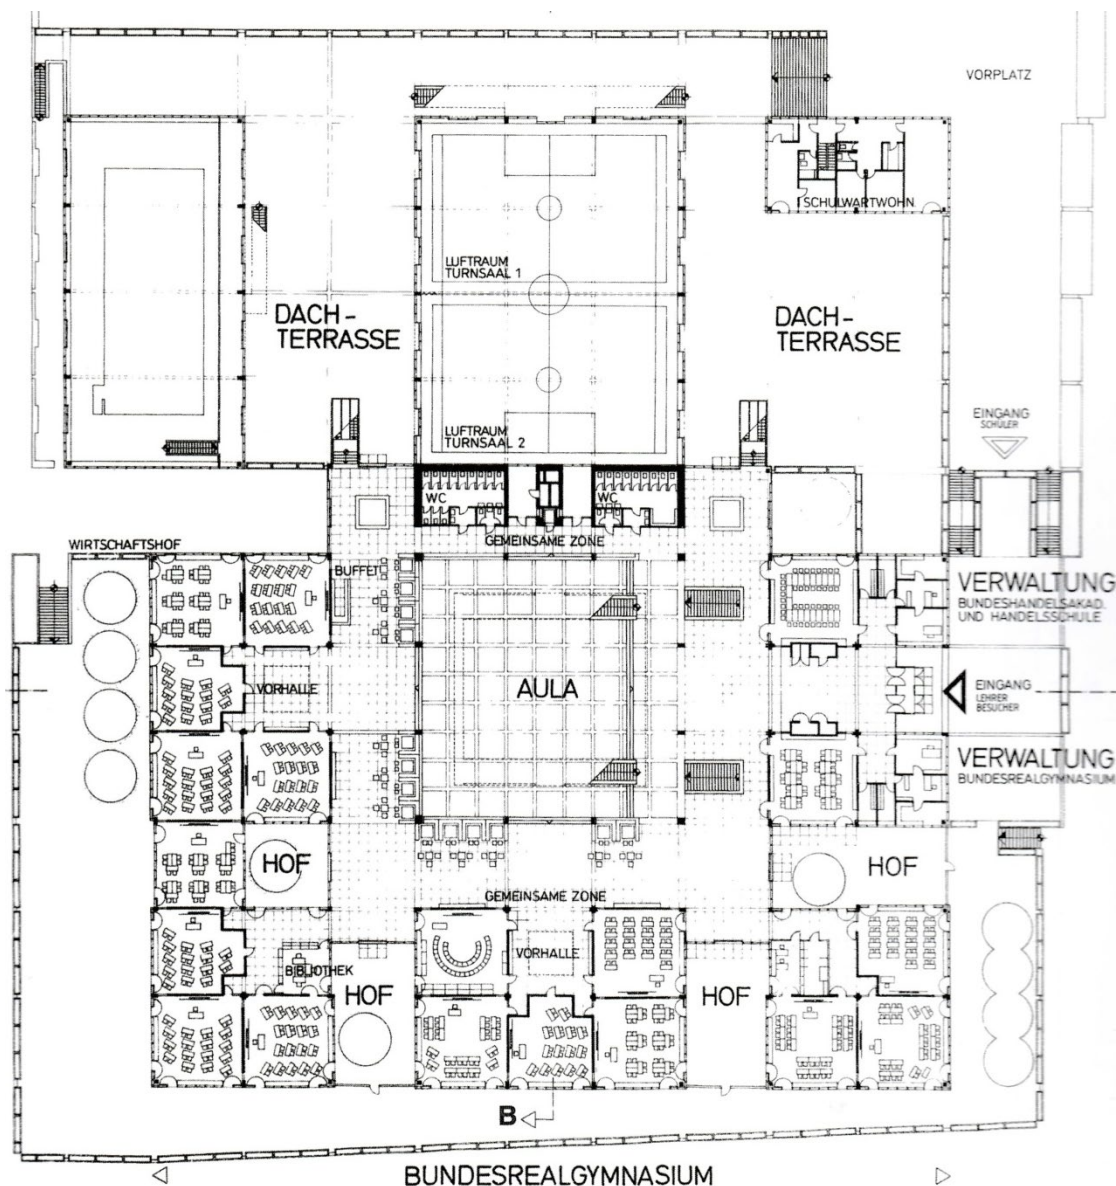 VORPLATZ
SCHULWARTWOHN
LUFTRAUM
TURNSAAL 1
DACH-
TERRASSE
DACH-
TERRASSE
EINGANG
SCHÜLER
LUFTRAUM
TURNSAAL 2
WC
WC
GEMEINSAME ZONE
WIRTSCHAFTSHOF
BUFFET
VERWALTUNG
BUNDESHANDELSAKAD.
UND HANDELSSCHULE
VORHALLE
AULA
EINGANG
LEHRER
BESUCHER
VERWALTUNG
BUNDESREALGYMNASIUM
HOF
HOF
GEMEINSAME ZONE
VORHALLE
BIBLIOTHEK
HOF
HOF
B
BUNDESREALGYMNASIUM